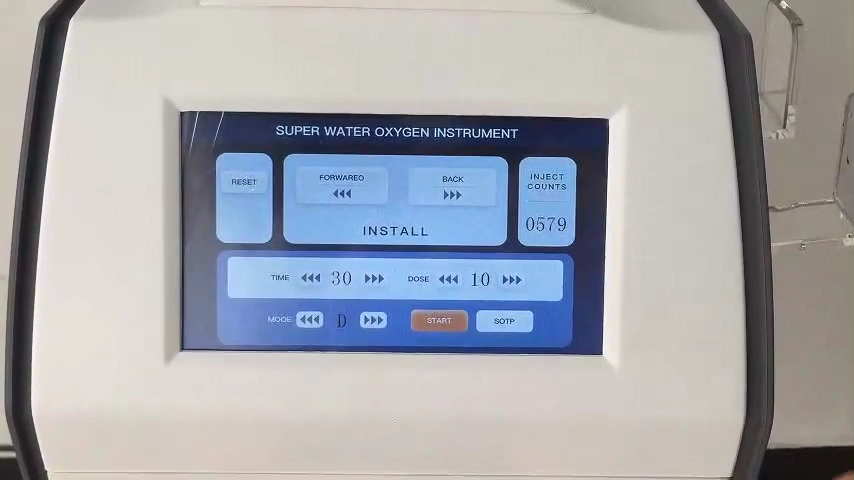 SUPER WATER OXYGEN INSTRUMENT
RESET
FORWAREO
BACK
INSTALL
INJECT
COUNTS
0579
TIME 30 DOSE 10
MODE D START SOTP